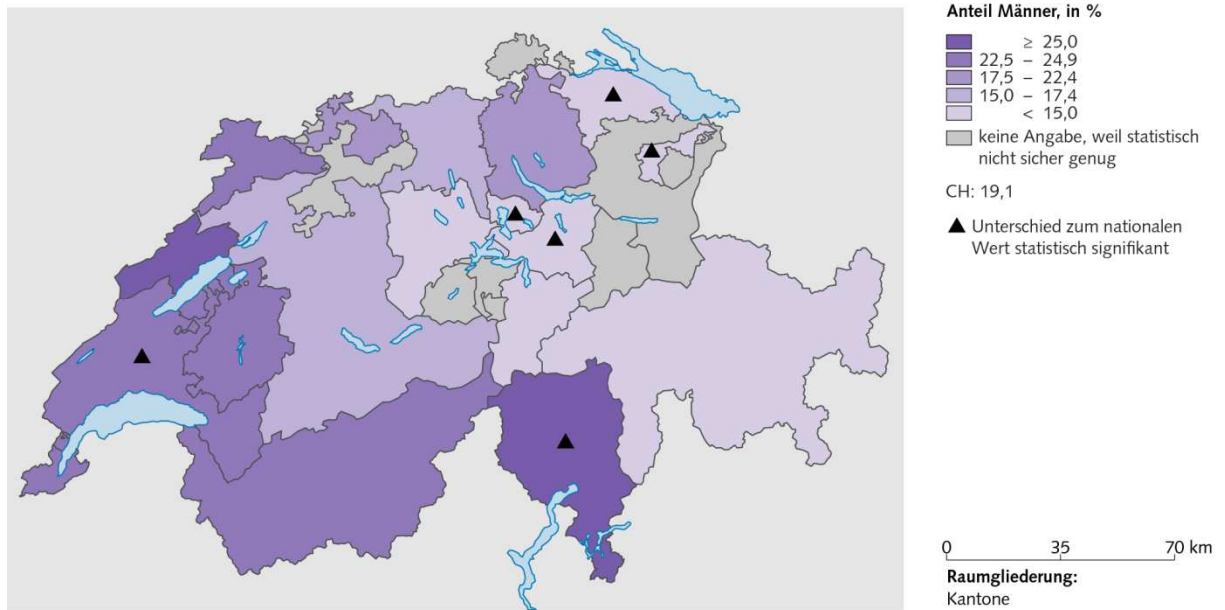 Anteil Männer, in %
≥ 25,0
22,5 – 24,9
17,5 – 22,4
15,0 – 17,4
< 15,0
keine Angabe, weil statistisch
nicht sicher genug
CH: 19,1
▲ Unterschied zum nationalen
Wert statistisch signifikant
0 35 70 km
Raumgliederung:
Kantone